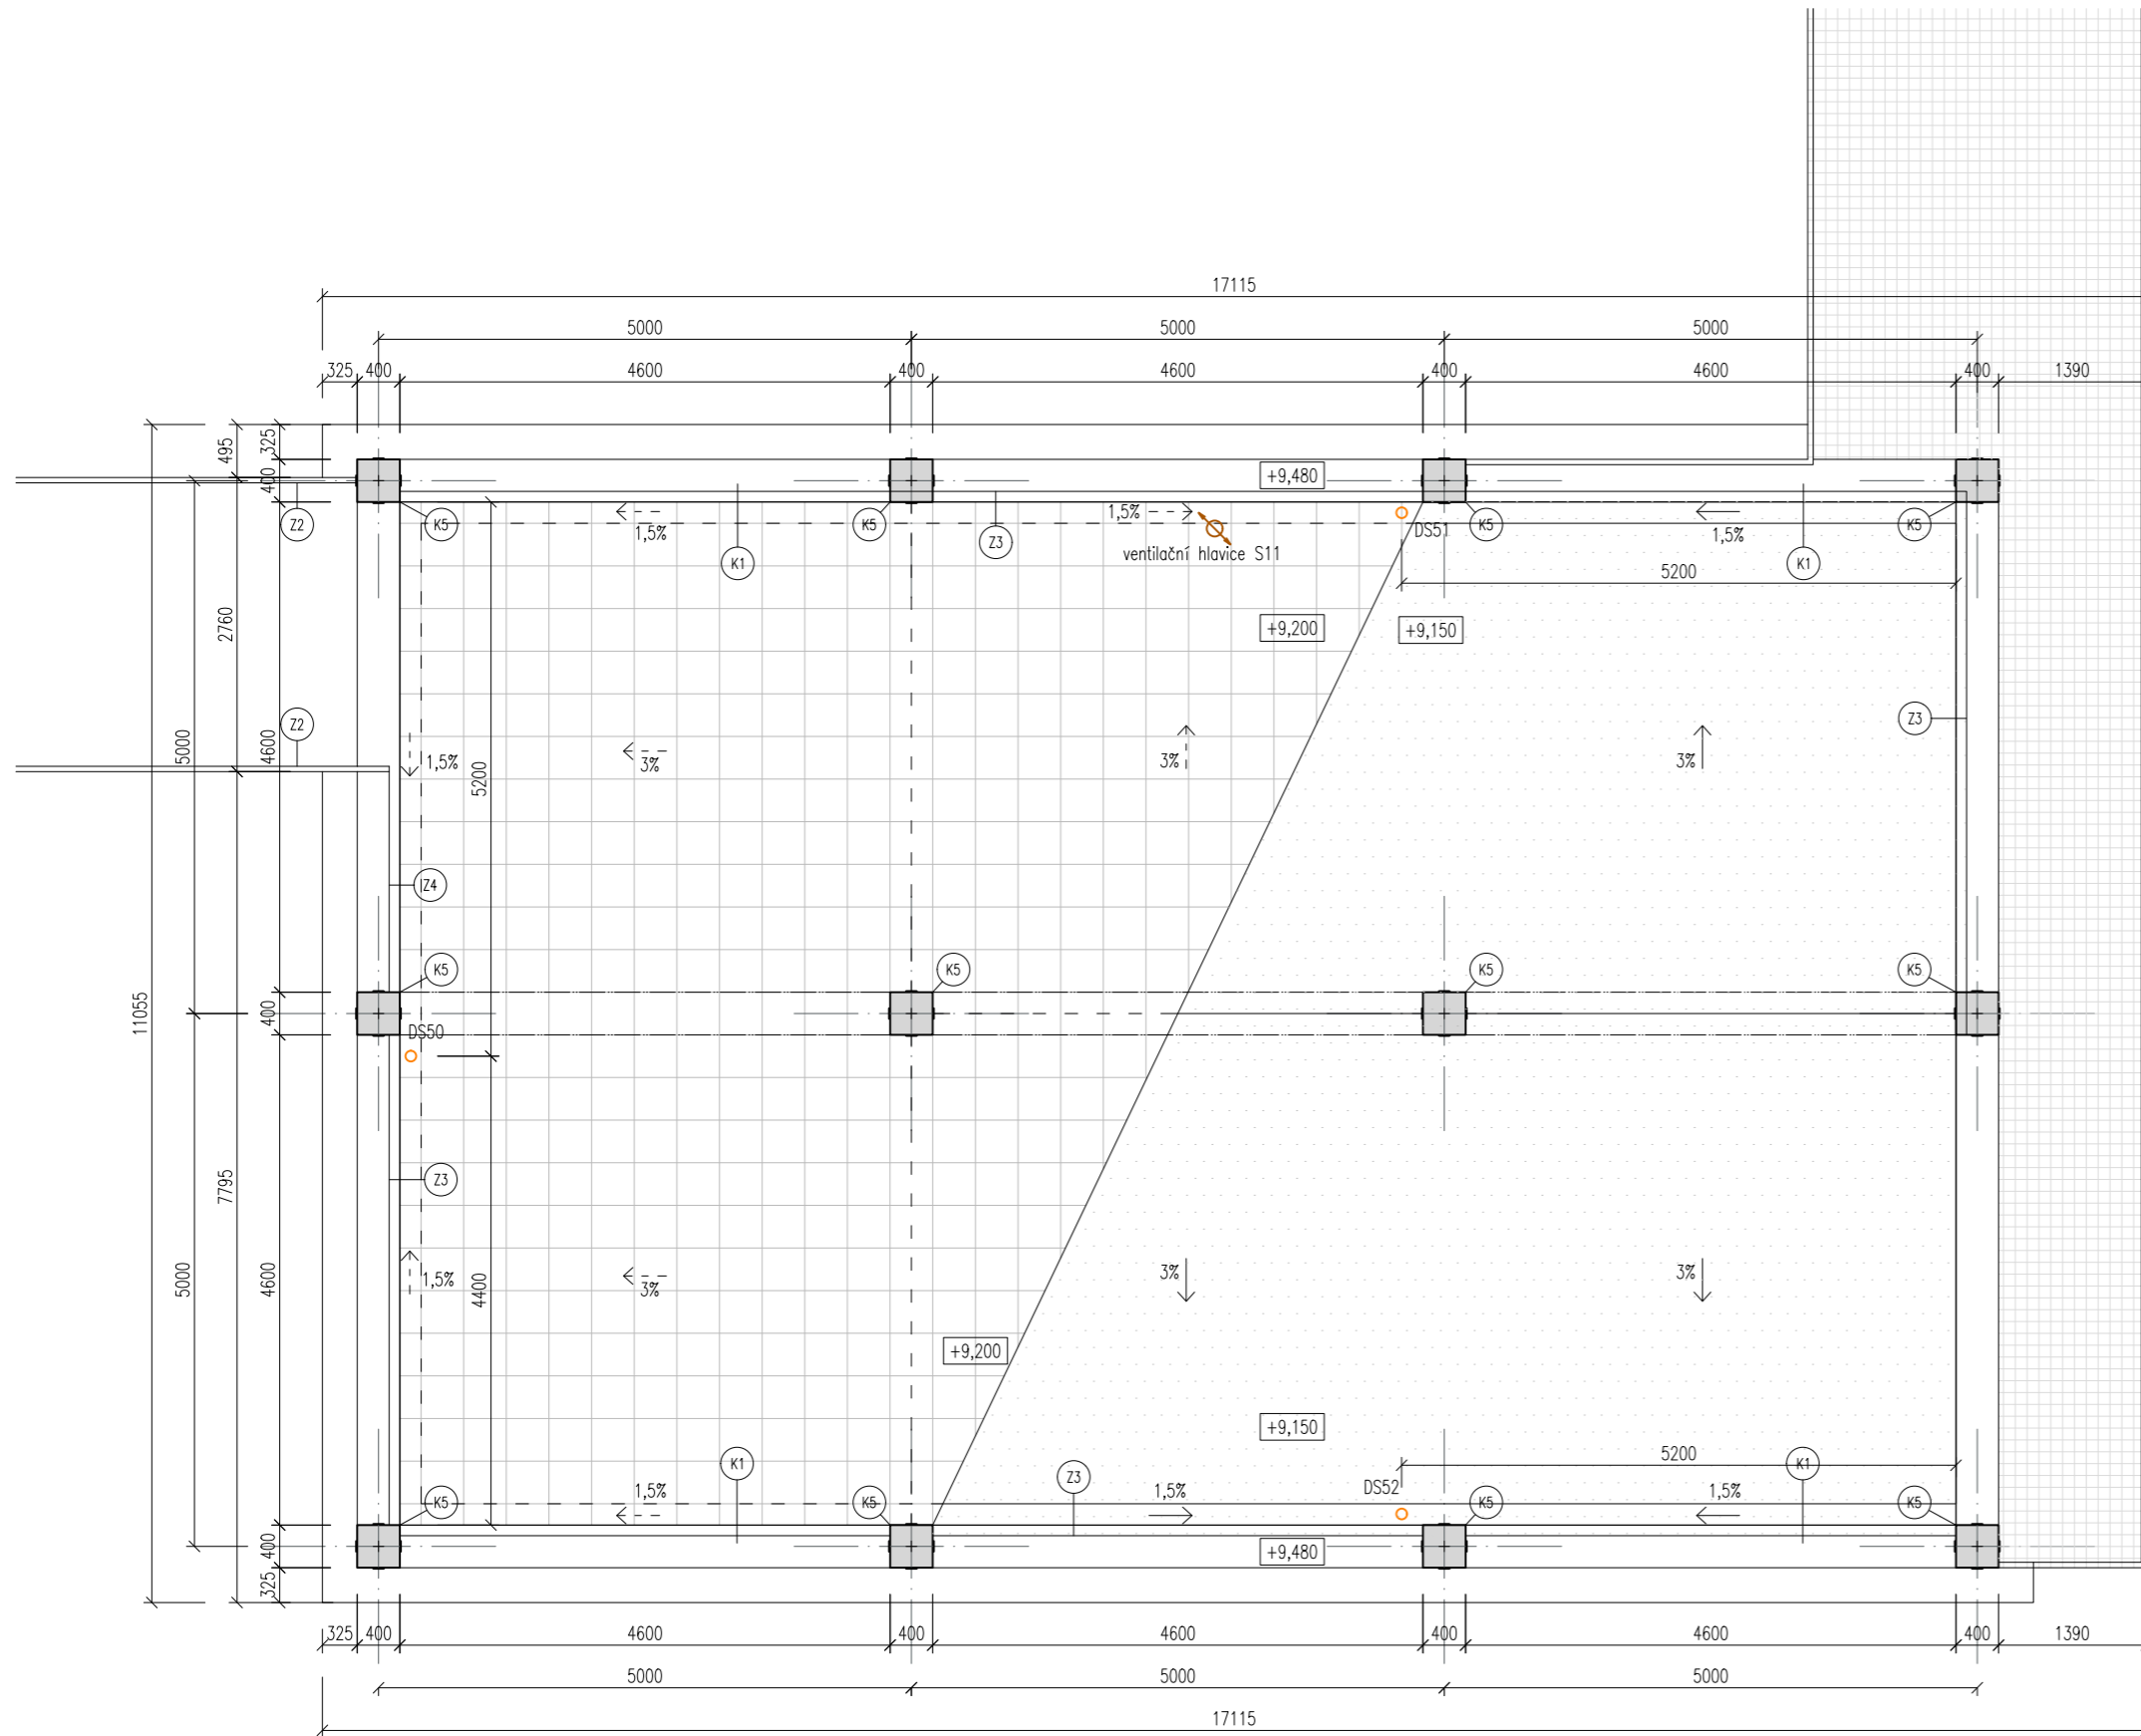 17115
5000
5000
5000
325
400
4600
400
4600
400
4600
400
1390
325
495
400
+9,480
Z2
K5
1,5%
K5
Z3
1,5%
ventilační hlavice S11
DS51
K5
1,5%
K5
K1
K1
5200
2760
+9,200
+9,150
Z2
Z3
5000
4600
1,5%
3%
5200
3%
3%
Z4
K5
K5
K5
K5
11055
400
DS50
Z3
7795
5000
4600
1,5%
3%
4400
3%
3%
+9,200
+9,150
K1
Z3
5200
K1
K5
1,5%
K5
1,5%
DS52
K5
1,5%
K5
400
+9,480
325
325
400
4600
400
4600
400
4600
400
1390
5000
5000
5000
17115